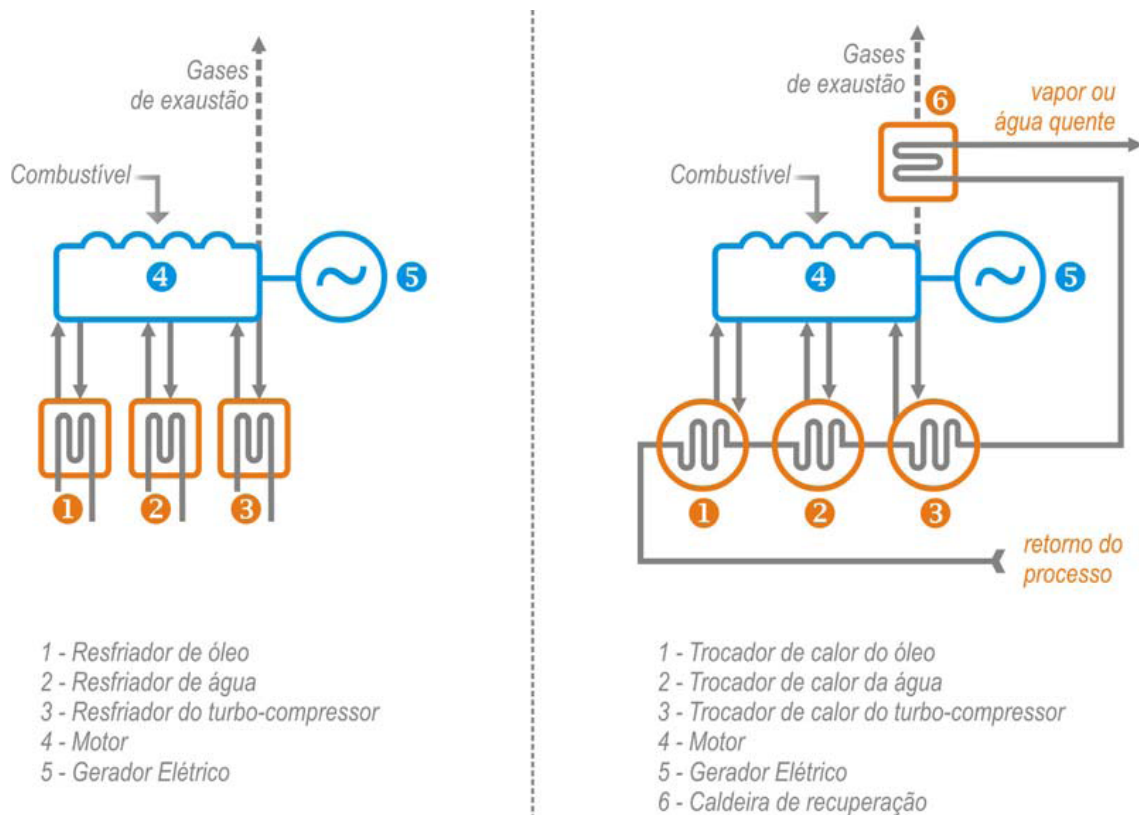 Gases
de exaustão
Combustível
4
5
1
2
3
1 - Resfriador de óleo
2 - Resfriador de água
3 - Resfriador do turbo-compressor
4 - Motor
5 - Gerador Elétrico
Gases
de exaustão
6
vapor ou
água quente
Combustível
4
5
1
2
3
retorno do
processo
1 - Trocador de calor do óleo
2 - Trocador de calor da água
3 - Trocador de calor do turbo-compressor
4 - Motor
5 - Gerador Elétrico
6 - Caldeira de recuperação